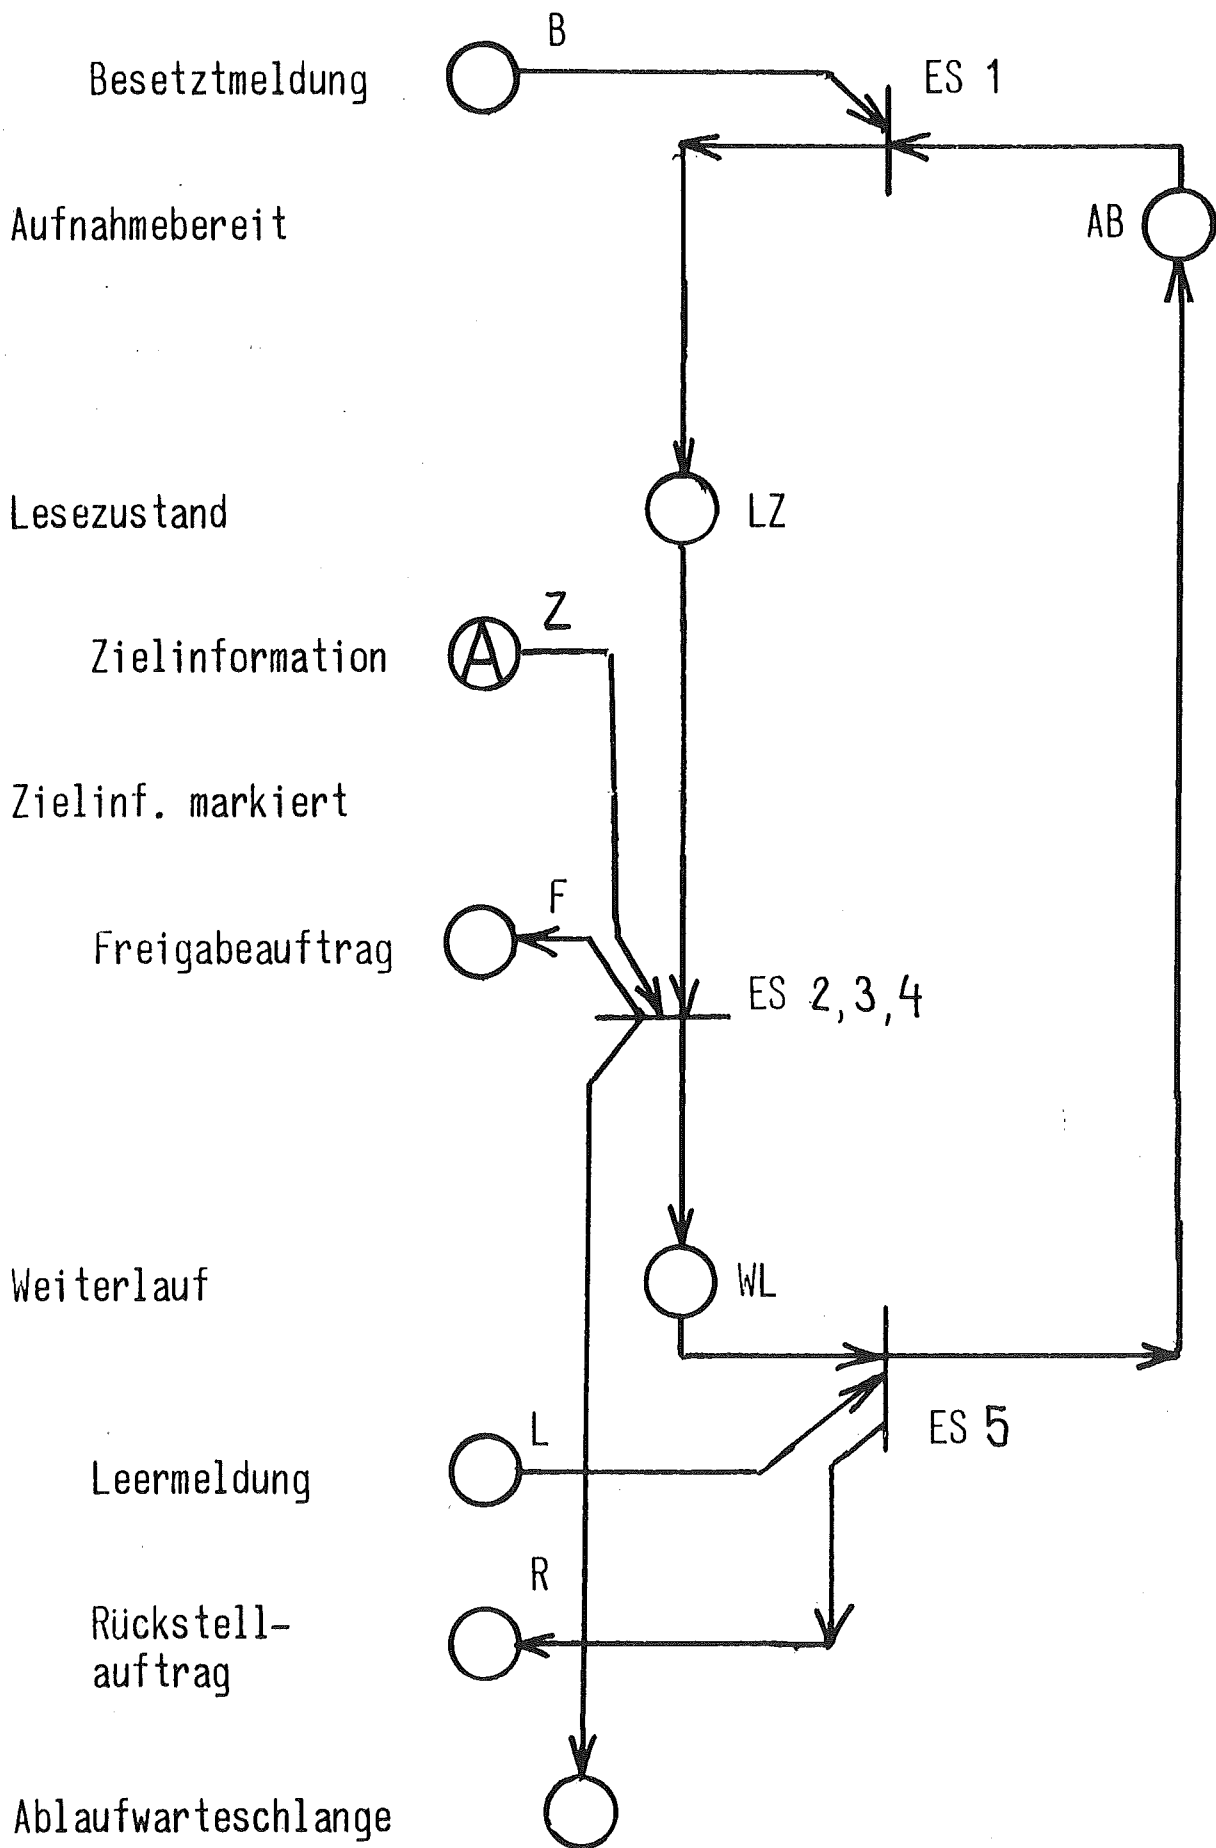 B
Besetztmeldung
ES 1
Aufnahmebereit
AB
Lesezustand
LZ
Z
Zielinformation
A
Zielinf. markiert
F
Freigabeauftrag
ES 2,3,4
Weiterlauf
WL
L
ES 5
Leermeldung
R
Rückstell-
auftrag
Ablaufwarteschlange